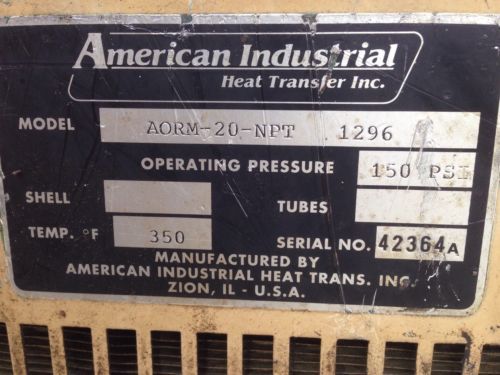 American Industrial
Heat Transfer Inc.
MODEL AORM-20-NPT 1296
OPERATING PRESSURE 150 PSI
SHELL TUBES
TEMP. °F 350 SERIAL NO. 42364A
MANUFACTURED BY
AMERICAN INDUSTRIAL HEAT TRANS. INC.
ZION, IL - U.S.A.